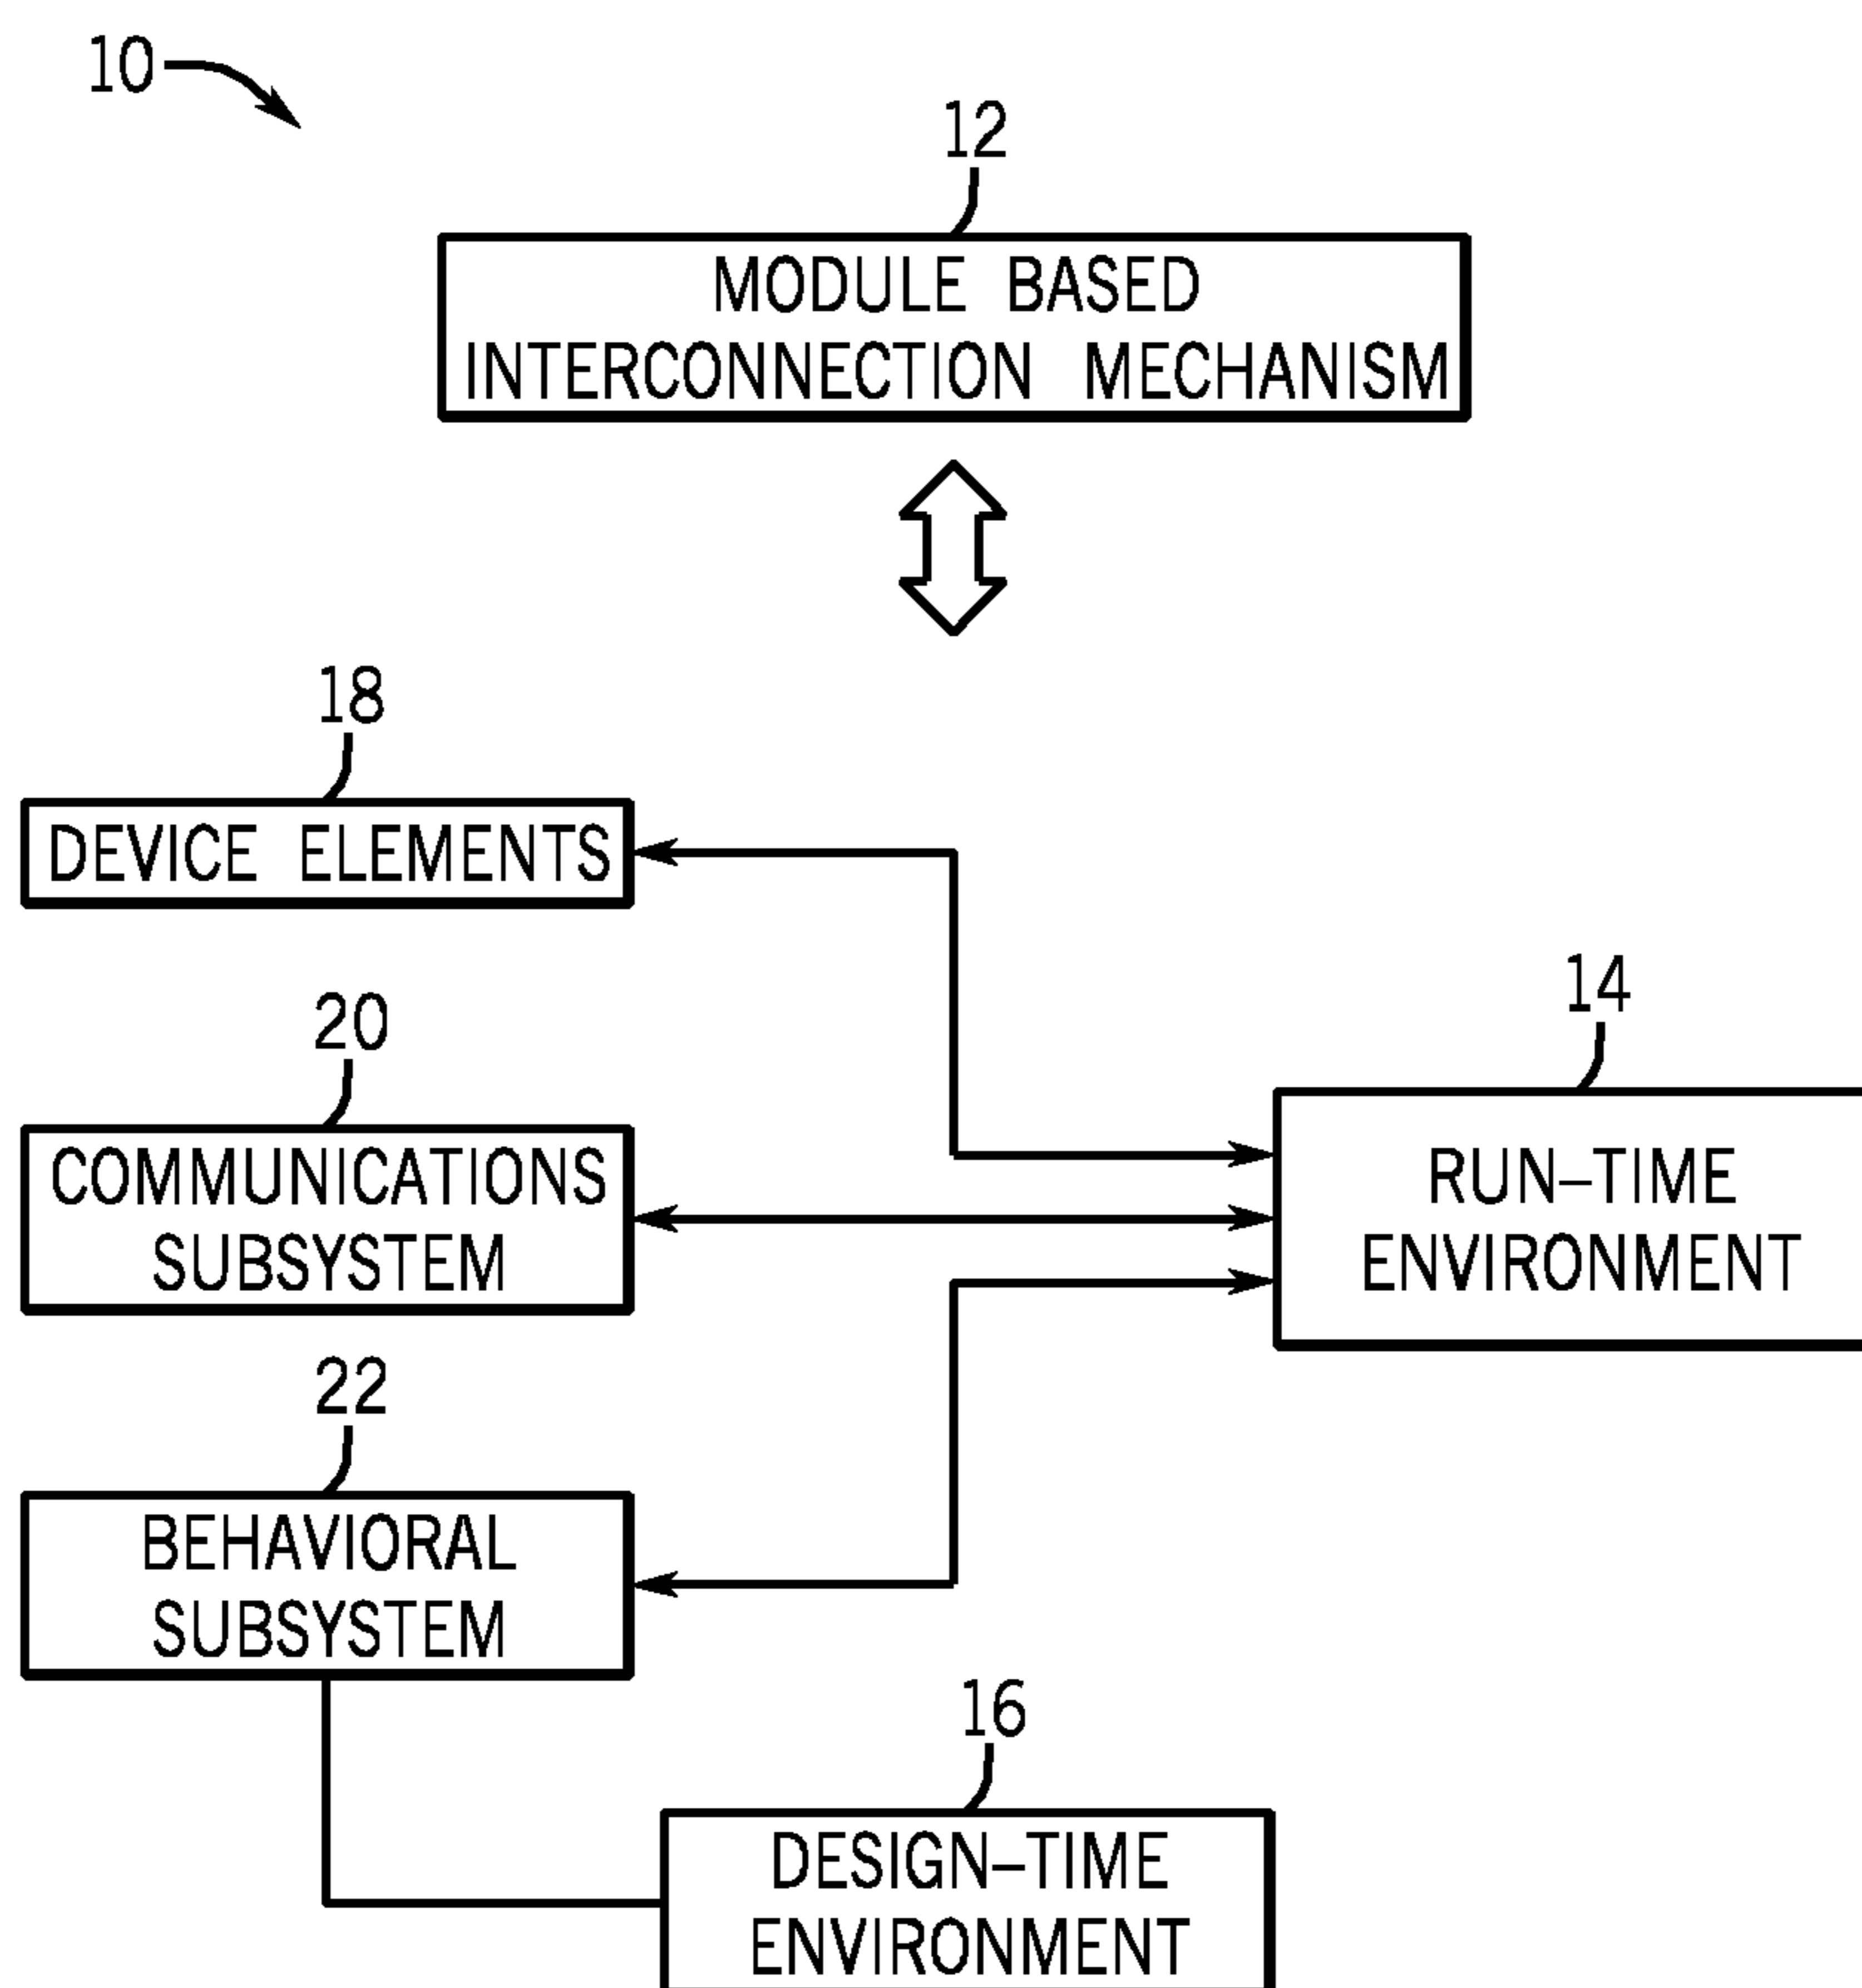 10
12
MODULE BASED
INTERCONNECTION MECHANISM
18
DEVICE ELEMENTS
20
COMMUNICATIONS
SUBSYSTEM
14
RUN–TIME
ENVIRONMENT
22
BEHAVIORAL
SUBSYSTEM
16
DESIGN–TIME
ENVIRONMENT